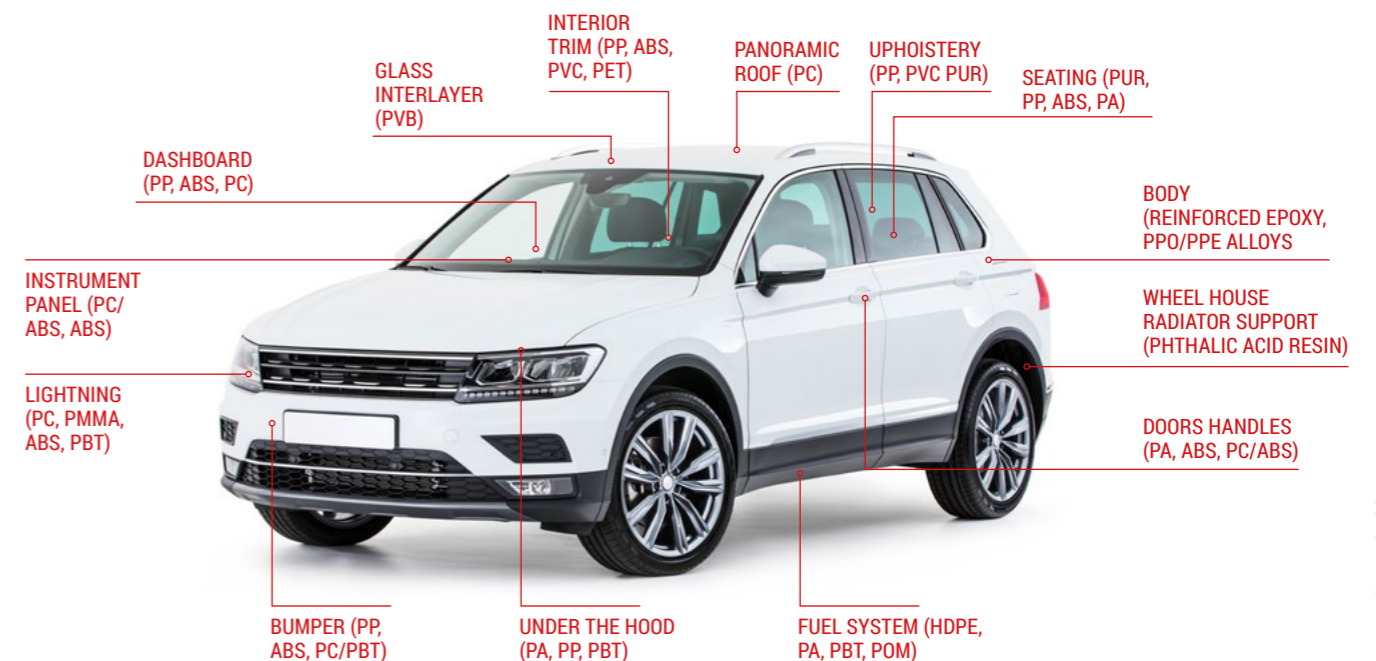 INTERIOR
TRIM (PP, ABS,
PVC, PET)
PANORAMIC
ROOF (PC)
UPHOISTERY
(PP, PVC PUR)
SEATING (PUR,
PP, ABS, PA)
GLASS
INTERLAYER
(PVB)
DASHBOARD
(PP, ABS, PC)
BODY
(REINFORCED EPOXY,
PPO/PPE ALLOYS
INSTRUMENT
PANEL (PC/
ABS, ABS)
WHEEL HOUSE
RADIATOR SUPPORT
(PHTHALIC ACID RESIN)
LIGHTNING
(PC, PMMA,
ABS, PBT)
DOORS HANDLES
(PA, ABS, PC/ABS)
BUMPER (PP,
ABS, PC/PBT)
UNDER THE HOOD
(PA, PP, PBT)
FUEL SYSTEM (HDPE,
PA, PBT, POM)